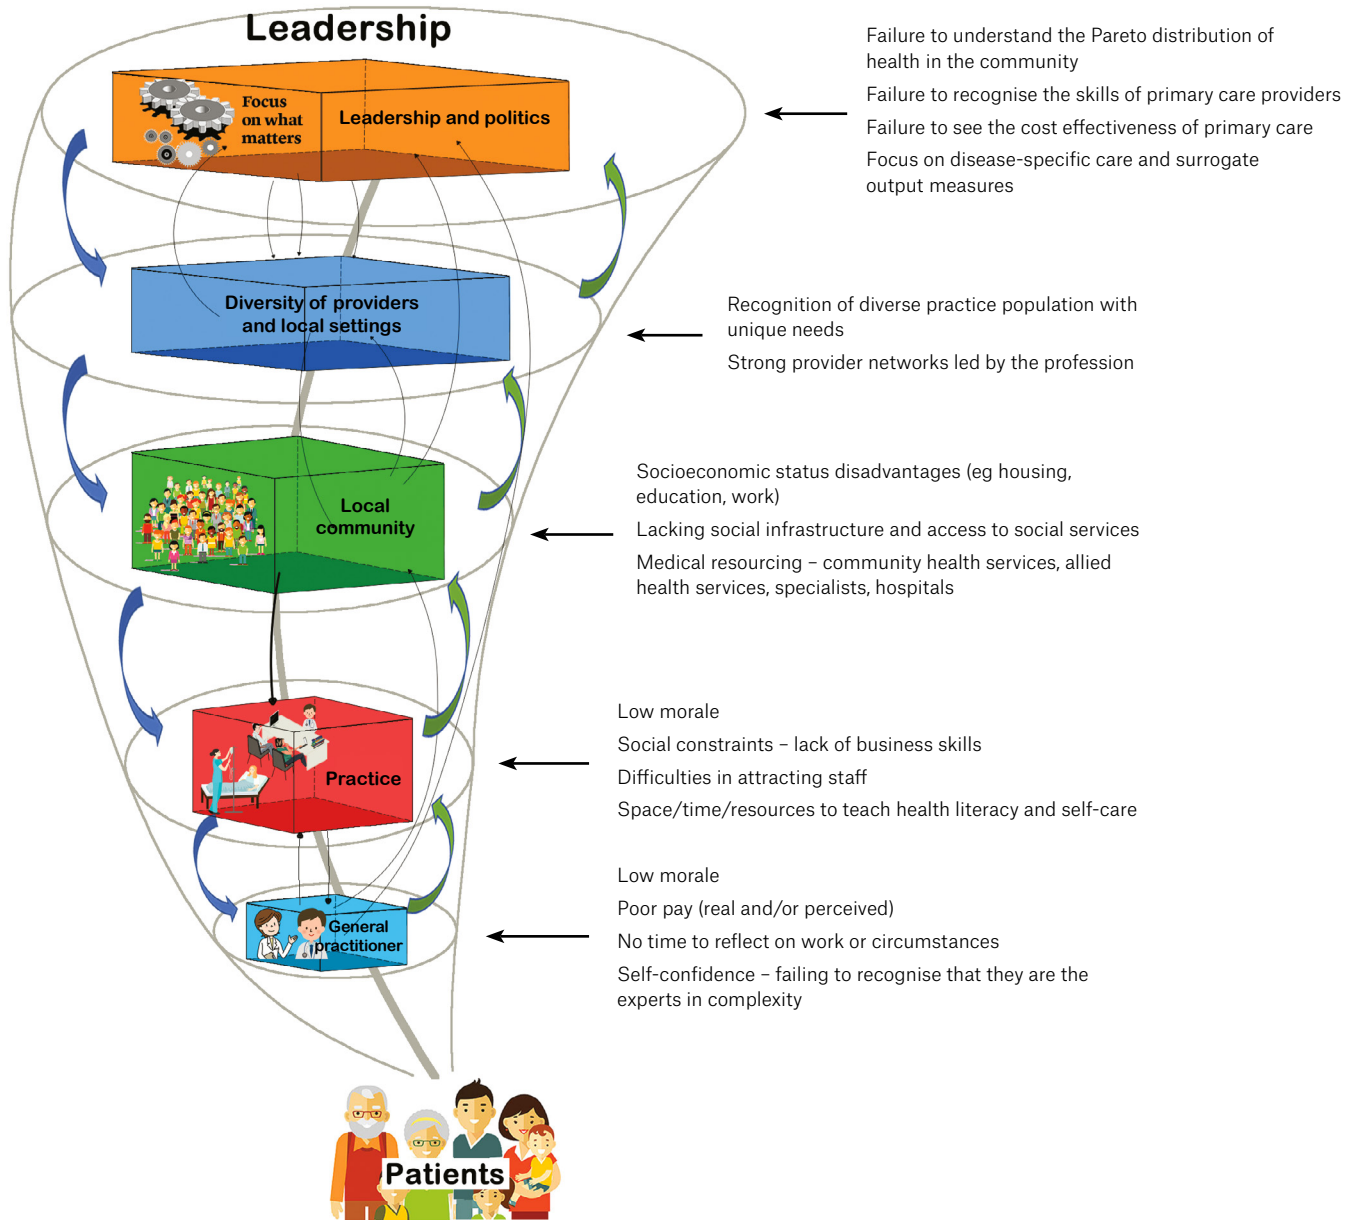 Leadership
Focus
on what
matters
Leadership and politics
Failure to understand the Pareto distribution of
health in the community
Failure to recognise the skills of primary care providers
Failure to see the cost effectiveness of primary care
Focus on disease-specific care and surrogate
output measures
Diversity of providers
and local settings
Recognition of diverse practice population with
unique needs
Strong provider networks led by the profession
Local
community
Socioeconomic status disadvantages (eg housing,
education, work)
Lacking social infrastructure and access to social services
Medical resourcing – community health services, allied
health services, specialists, hospitals
Practice
Low morale
Social constraints – lack of business skills
Difficulties in attracting staff
Space/time/resources to teach health literacy and self-care
General
practitioner
Low morale
Poor pay (real and/or perceived)
No time to reflect on work or circumstances
Self-confidence – failing to recognise that they are the
experts in complexity
Patients